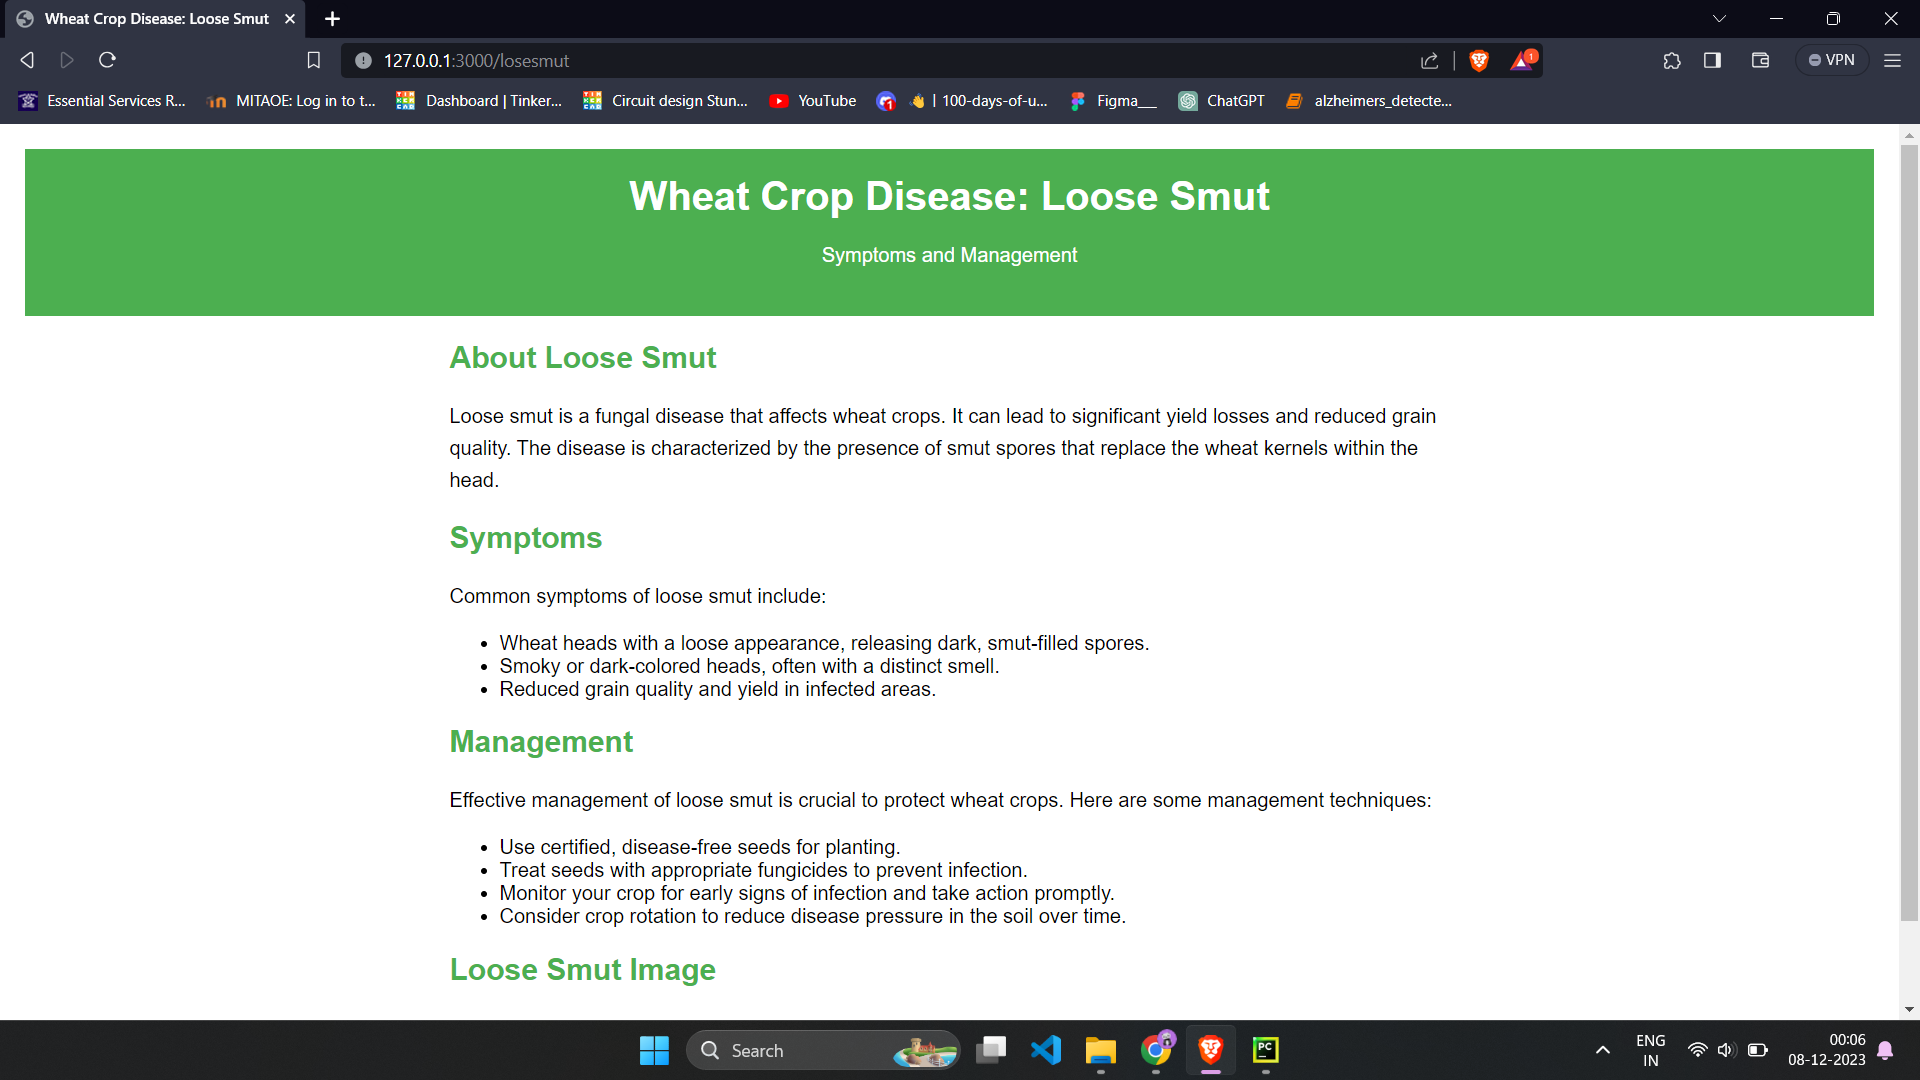 Wheat Crop Disease: Loose Smut
127.0.0.1:3000/losesmut
1
VPN
Essential Services R...
MITAOE: Log in to t...
Dashboard | Tinker...
Circuit design Stun...
YouTube
👋 | 100-days-of-u...
Figma___
ChatGPT
alzheimers_detecte...
Wheat Crop Disease: Loose Smut
Symptoms and Management
About Loose Smut
Loose smut is a fungal disease that affects wheat crops. It can lead to significant yield losses and reduced grain
quality. The disease is characterized by the presence of smut spores that replace the wheat kernels within the
head.
Symptoms
Common symptoms of loose smut include:
• Wheat heads with a loose appearance, releasing dark, smut-filled spores.
• Smoky or dark-colored heads, often with a distinct smell.
• Reduced grain quality and yield in infected areas.
Management
Effective management of loose smut is crucial to protect wheat crops. Here are some management techniques:
• Use certified, disease-free seeds for planting.
• Treat seeds with appropriate fungicides to prevent infection.
• Monitor your crop for early signs of infection and take action promptly.
• Consider crop rotation to reduce disease pressure in the soil over time.
Loose Smut Image
Search
PC
ENG
IN
00:06
08-12-2023